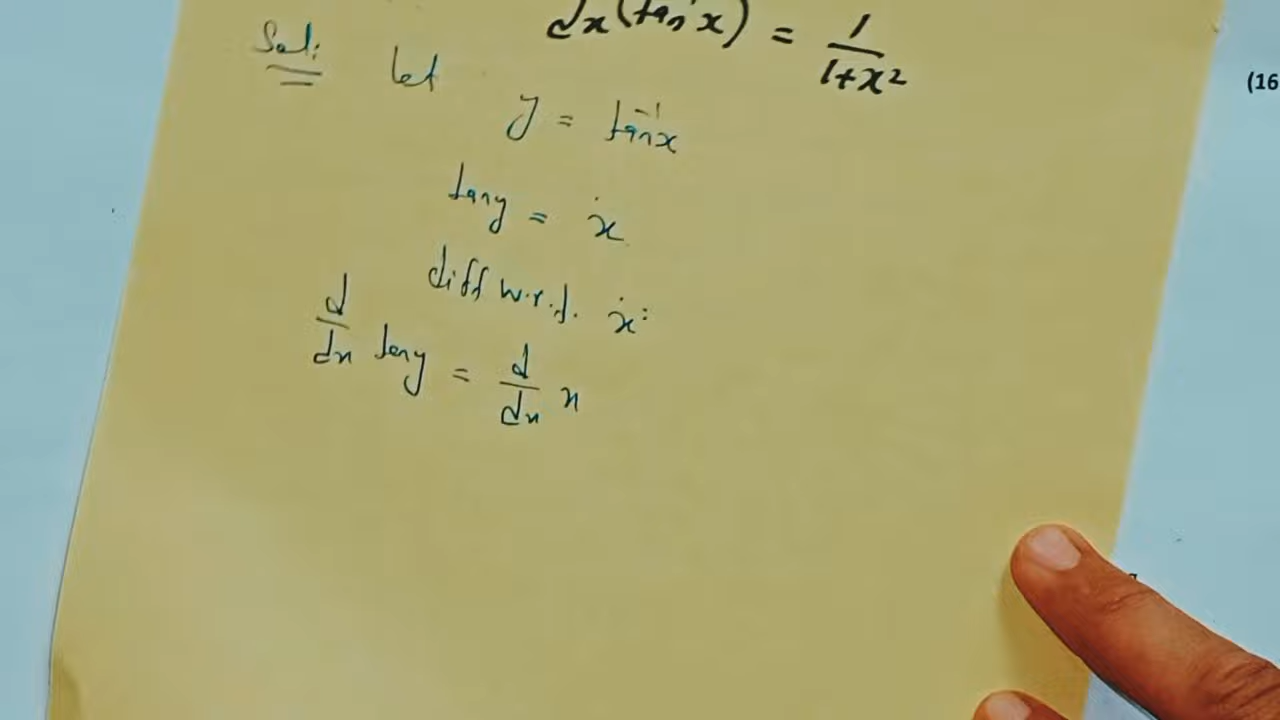 dx (tan⁻¹x) = 1/(1+x²)
Sol: let
(16
y = tan⁻¹x
tany = x
diff w.r.t. x:
d/dx tany = d/dx x